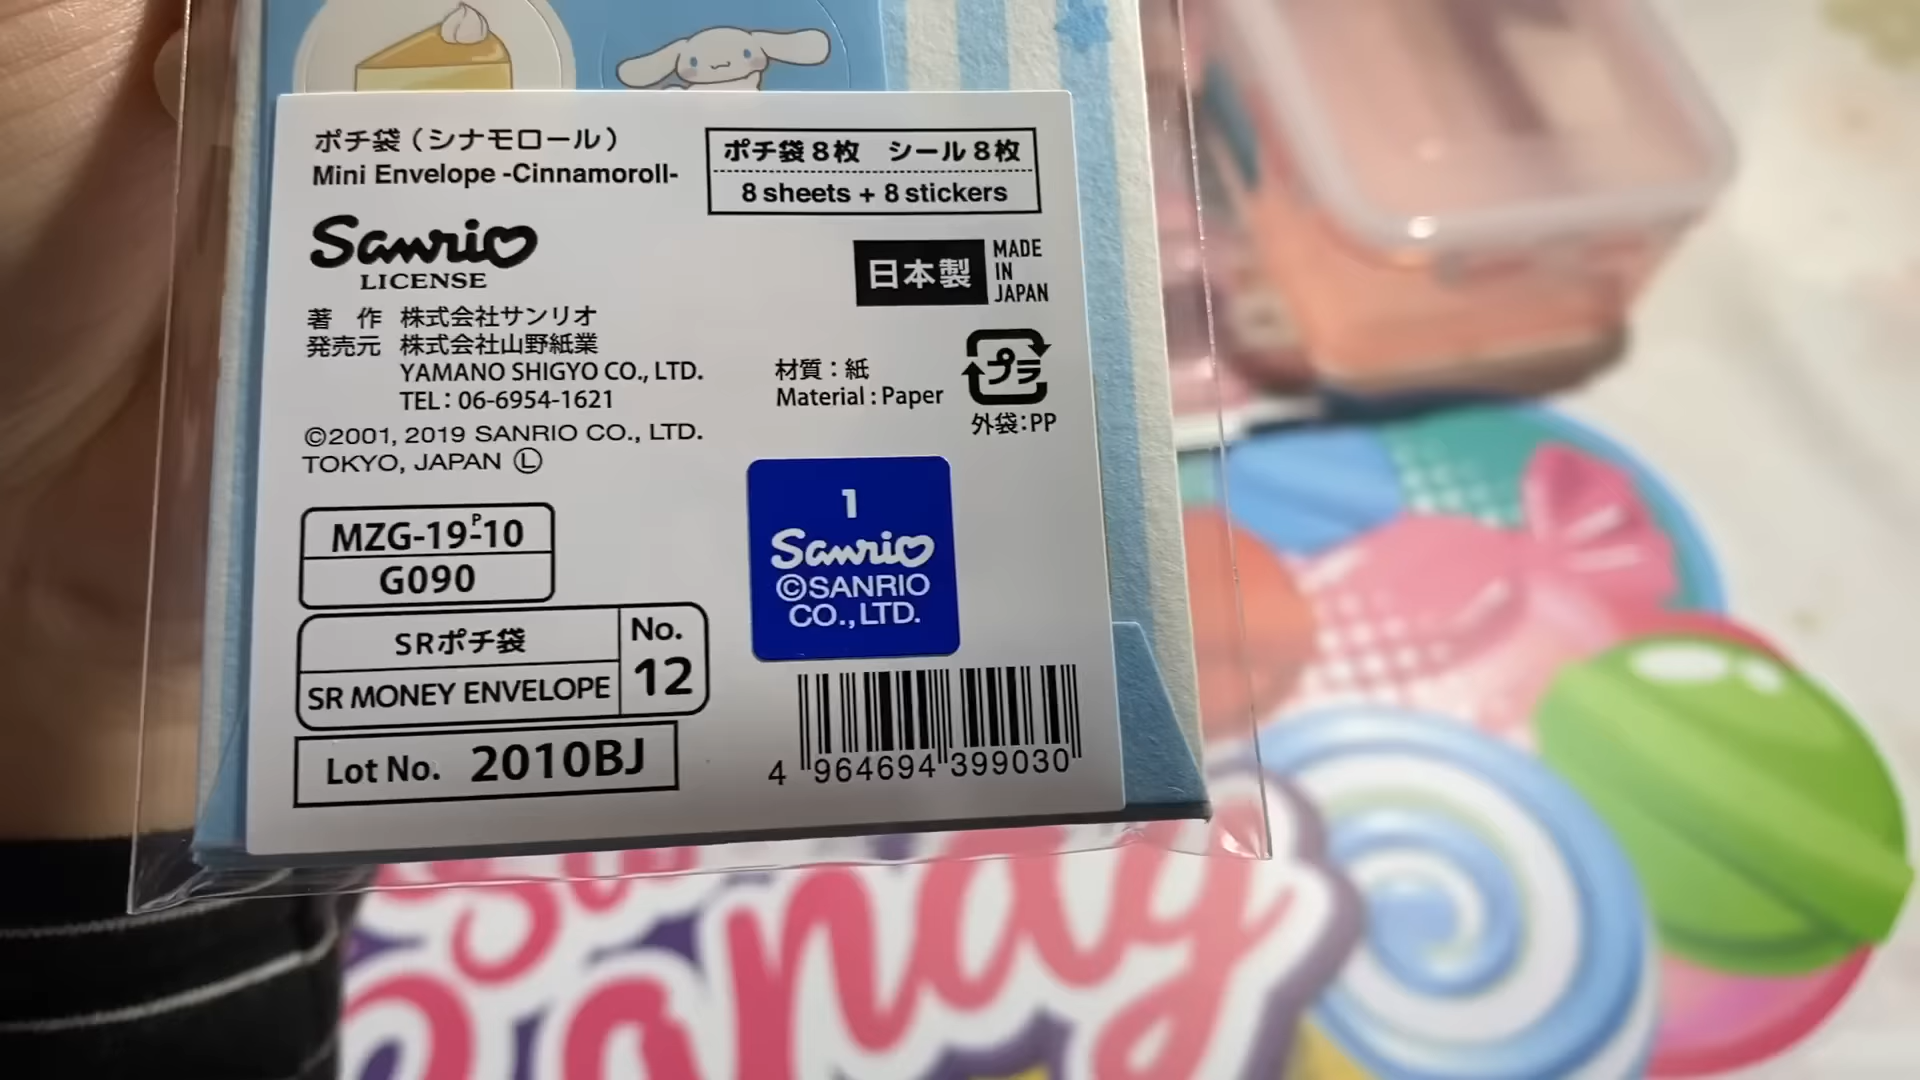 ポチ袋(シナモロール)
Mini Envelope -Cinnamoroll-
ポチ袋8枚 シール8枚
8 sheets + 8 stickers
Sanrio
LICENSE
日本製
MADE
IN
JAPAN
著 作 株式会社サンリオ
発売元 株式会社山野紙業
YAMANO SHIGYO CO., LTD.
TEL : 06-6954-1621
材質:紙
Material : Paper
プラ
外袋:PP
©2001, 2019 SANRIO CO., LTD.
TOKYO, JAPAN Ⓛ
MZG-19-P10
G090
SRポチ袋
SR MONEY ENVELOPE
No.
12
Lot No. 2010BJ
1
Sanrio
©SANRIO
CO., LTD.
4 964694 399030
andy